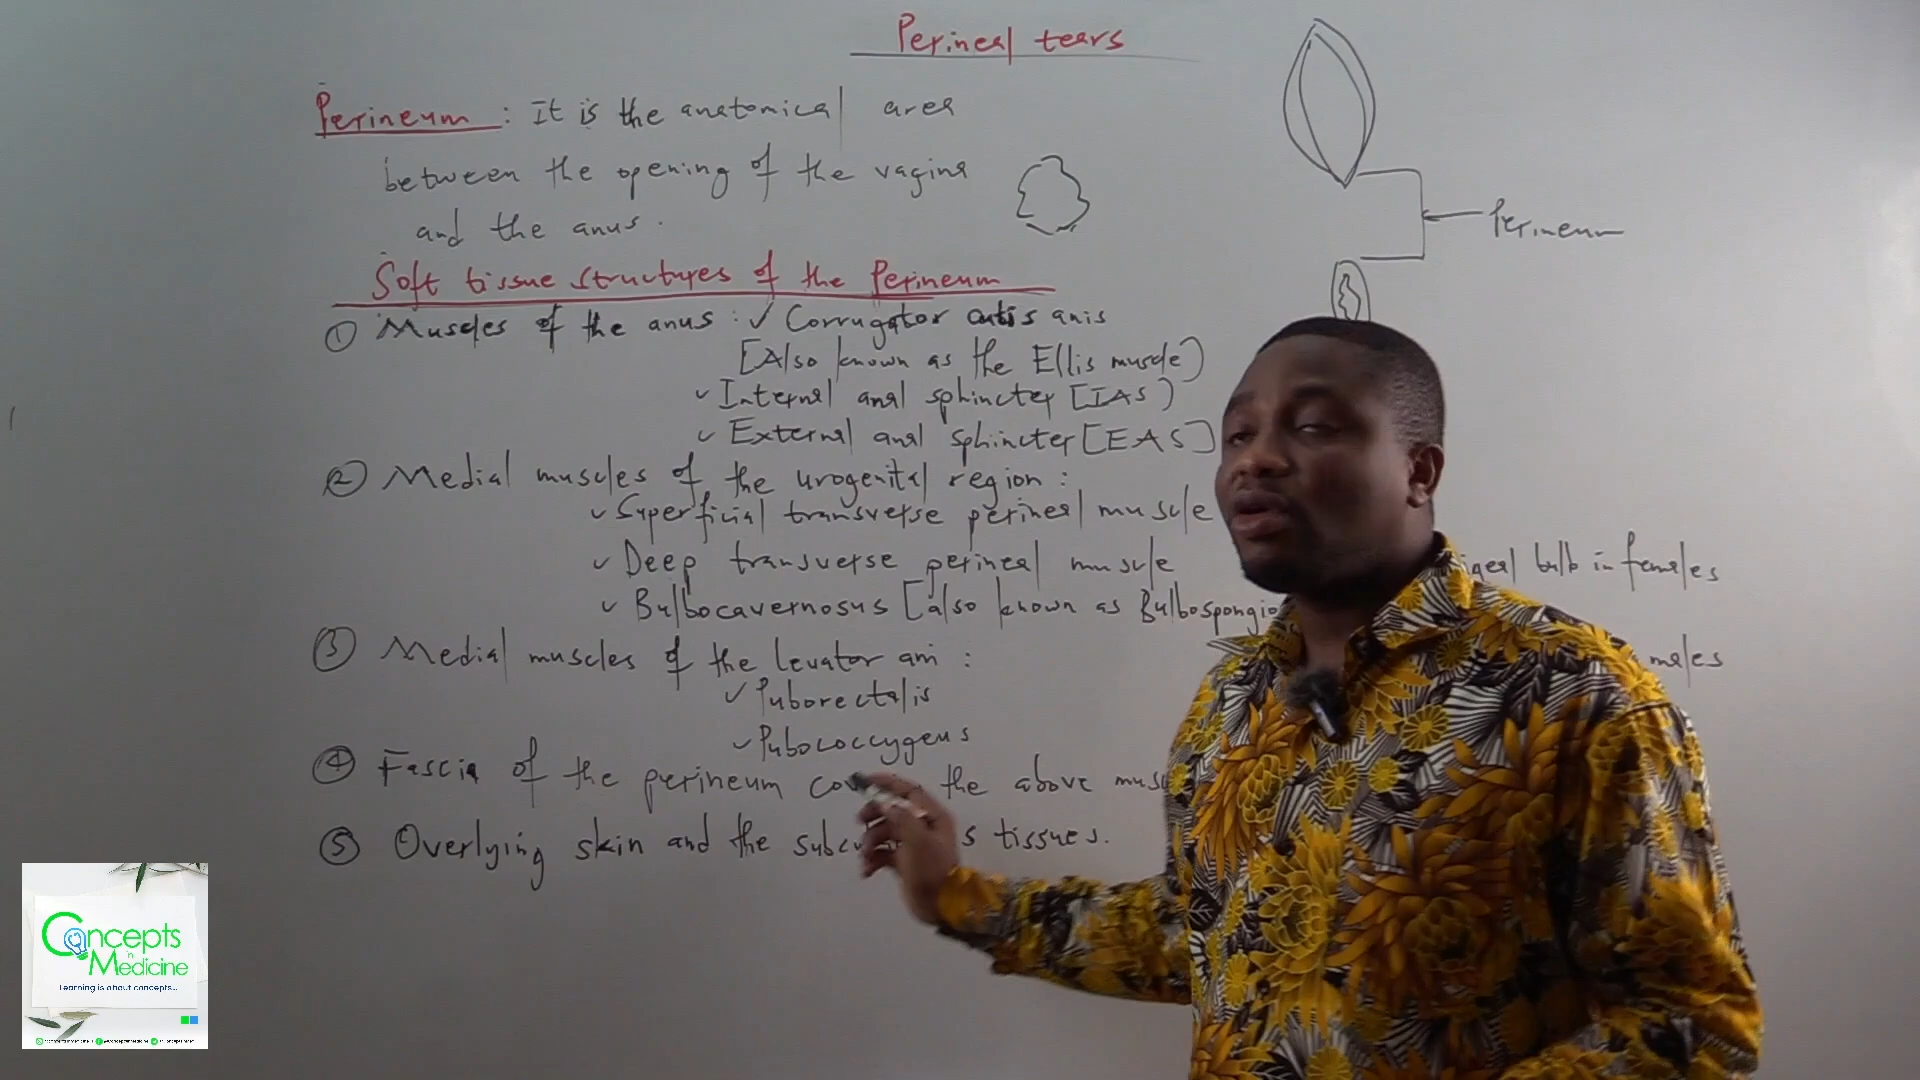 Perineal tears
Perineum : It is the anatomical area
between the opening of the vagina
and the anus.
Perineum
Soft tissue structures of the Perineum
① Muscles of the anus : ✓ Corrugator cutis anis
[Also known as the Ellis muscle]
✓ Internal anal sphincter [IAS]
✓ External anal sphincter [EAS]
② Medial muscles of the urogenital region :
✓ Superficial transverse perineal muscle
✓ Deep transverse perineal muscle
bulb in females
✓ Bulbocavernosus [also known as Bulbospongio
③ Medial muscles of the levator ani :
males
✓ Puborectalis
✓ Pubococcygeus
④ Fascia of the perineum the above
⑤ Overlying skin and the tissues.
Concepts
in
Medicine
Learning is about concepts...